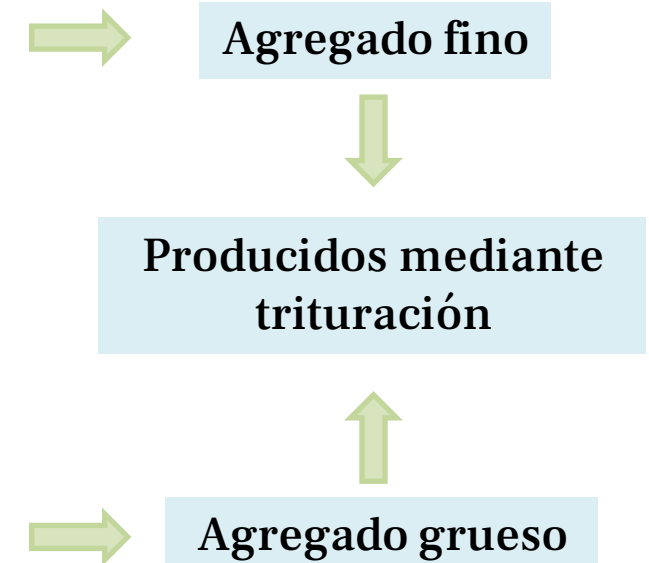 Agregado fino
Producidos mediante
trituración
Agregado grueso